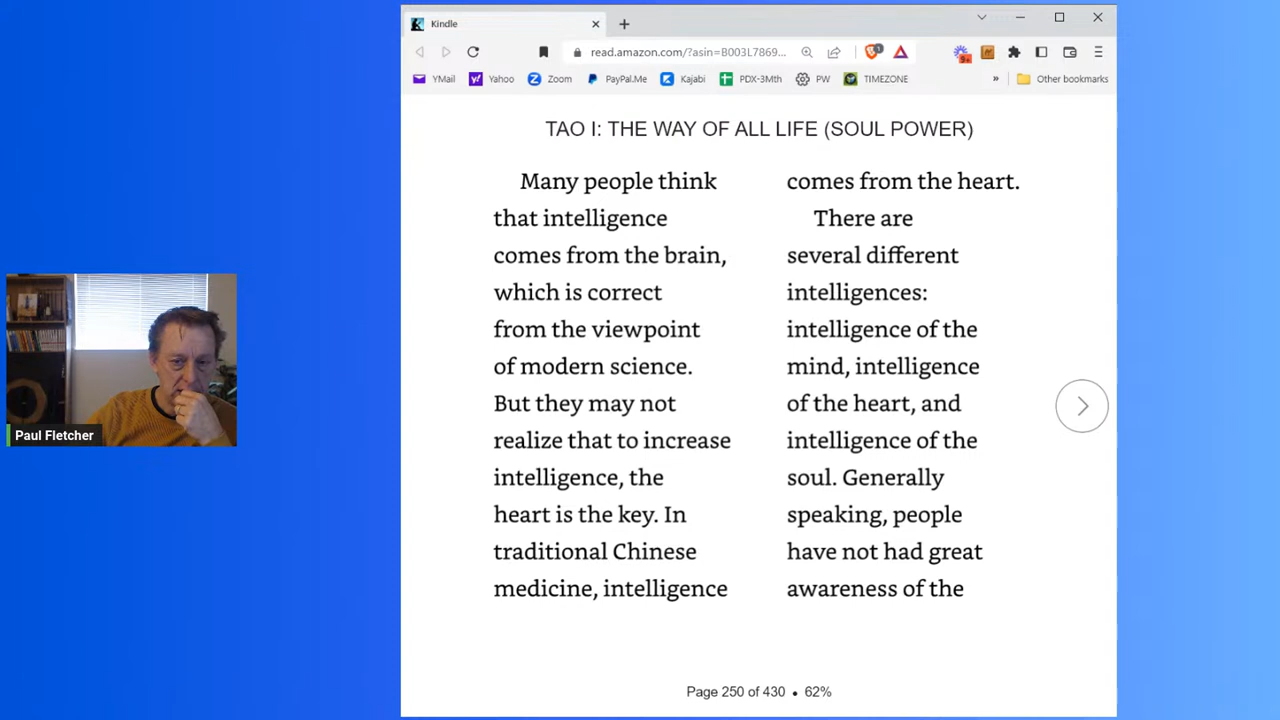 Kindle
read.amazon.com/?asin=B003L7869...
1
9+
YMail
Yahoo
Zoom
PayPal.Me
Kajabi
PDX-3Mth
PW
TIMEZONE
»
Other bookmarks
TAO I: THE WAY OF ALL LIFE (SOUL POWER)
Many people think
that intelligence
comes from the brain,
which is correct
from the viewpoint
of modern science.
But they may not
realize that to increase
intelligence, the
heart is the key. In
traditional Chinese
medicine, intelligence
comes from the heart.
There are
several different
intelligences:
intelligence of the
mind, intelligence
of the heart, and
intelligence of the
soul. Generally
speaking, people
have not had great
awareness of the
Page 250 of 430 • 62%
Paul Fletcher